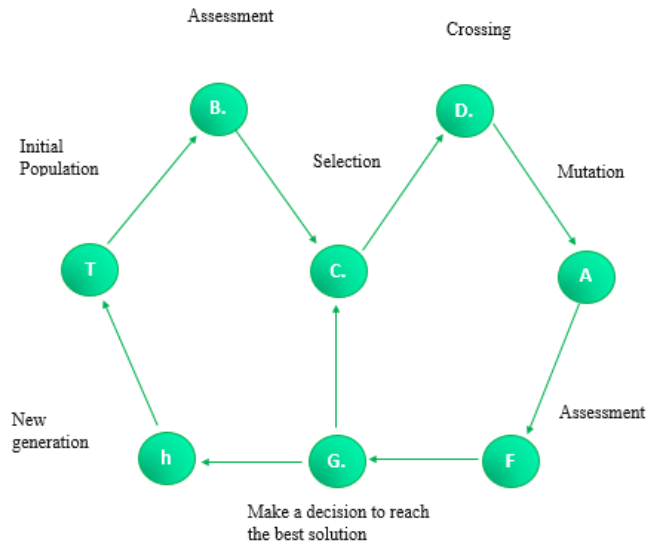 Assessment
Crossing
B.
D.
Initial
Population
Selection
Mutation
T
C.
A
New
generation
Assessment
h
G.
F
Make a decision to reach
the best solution